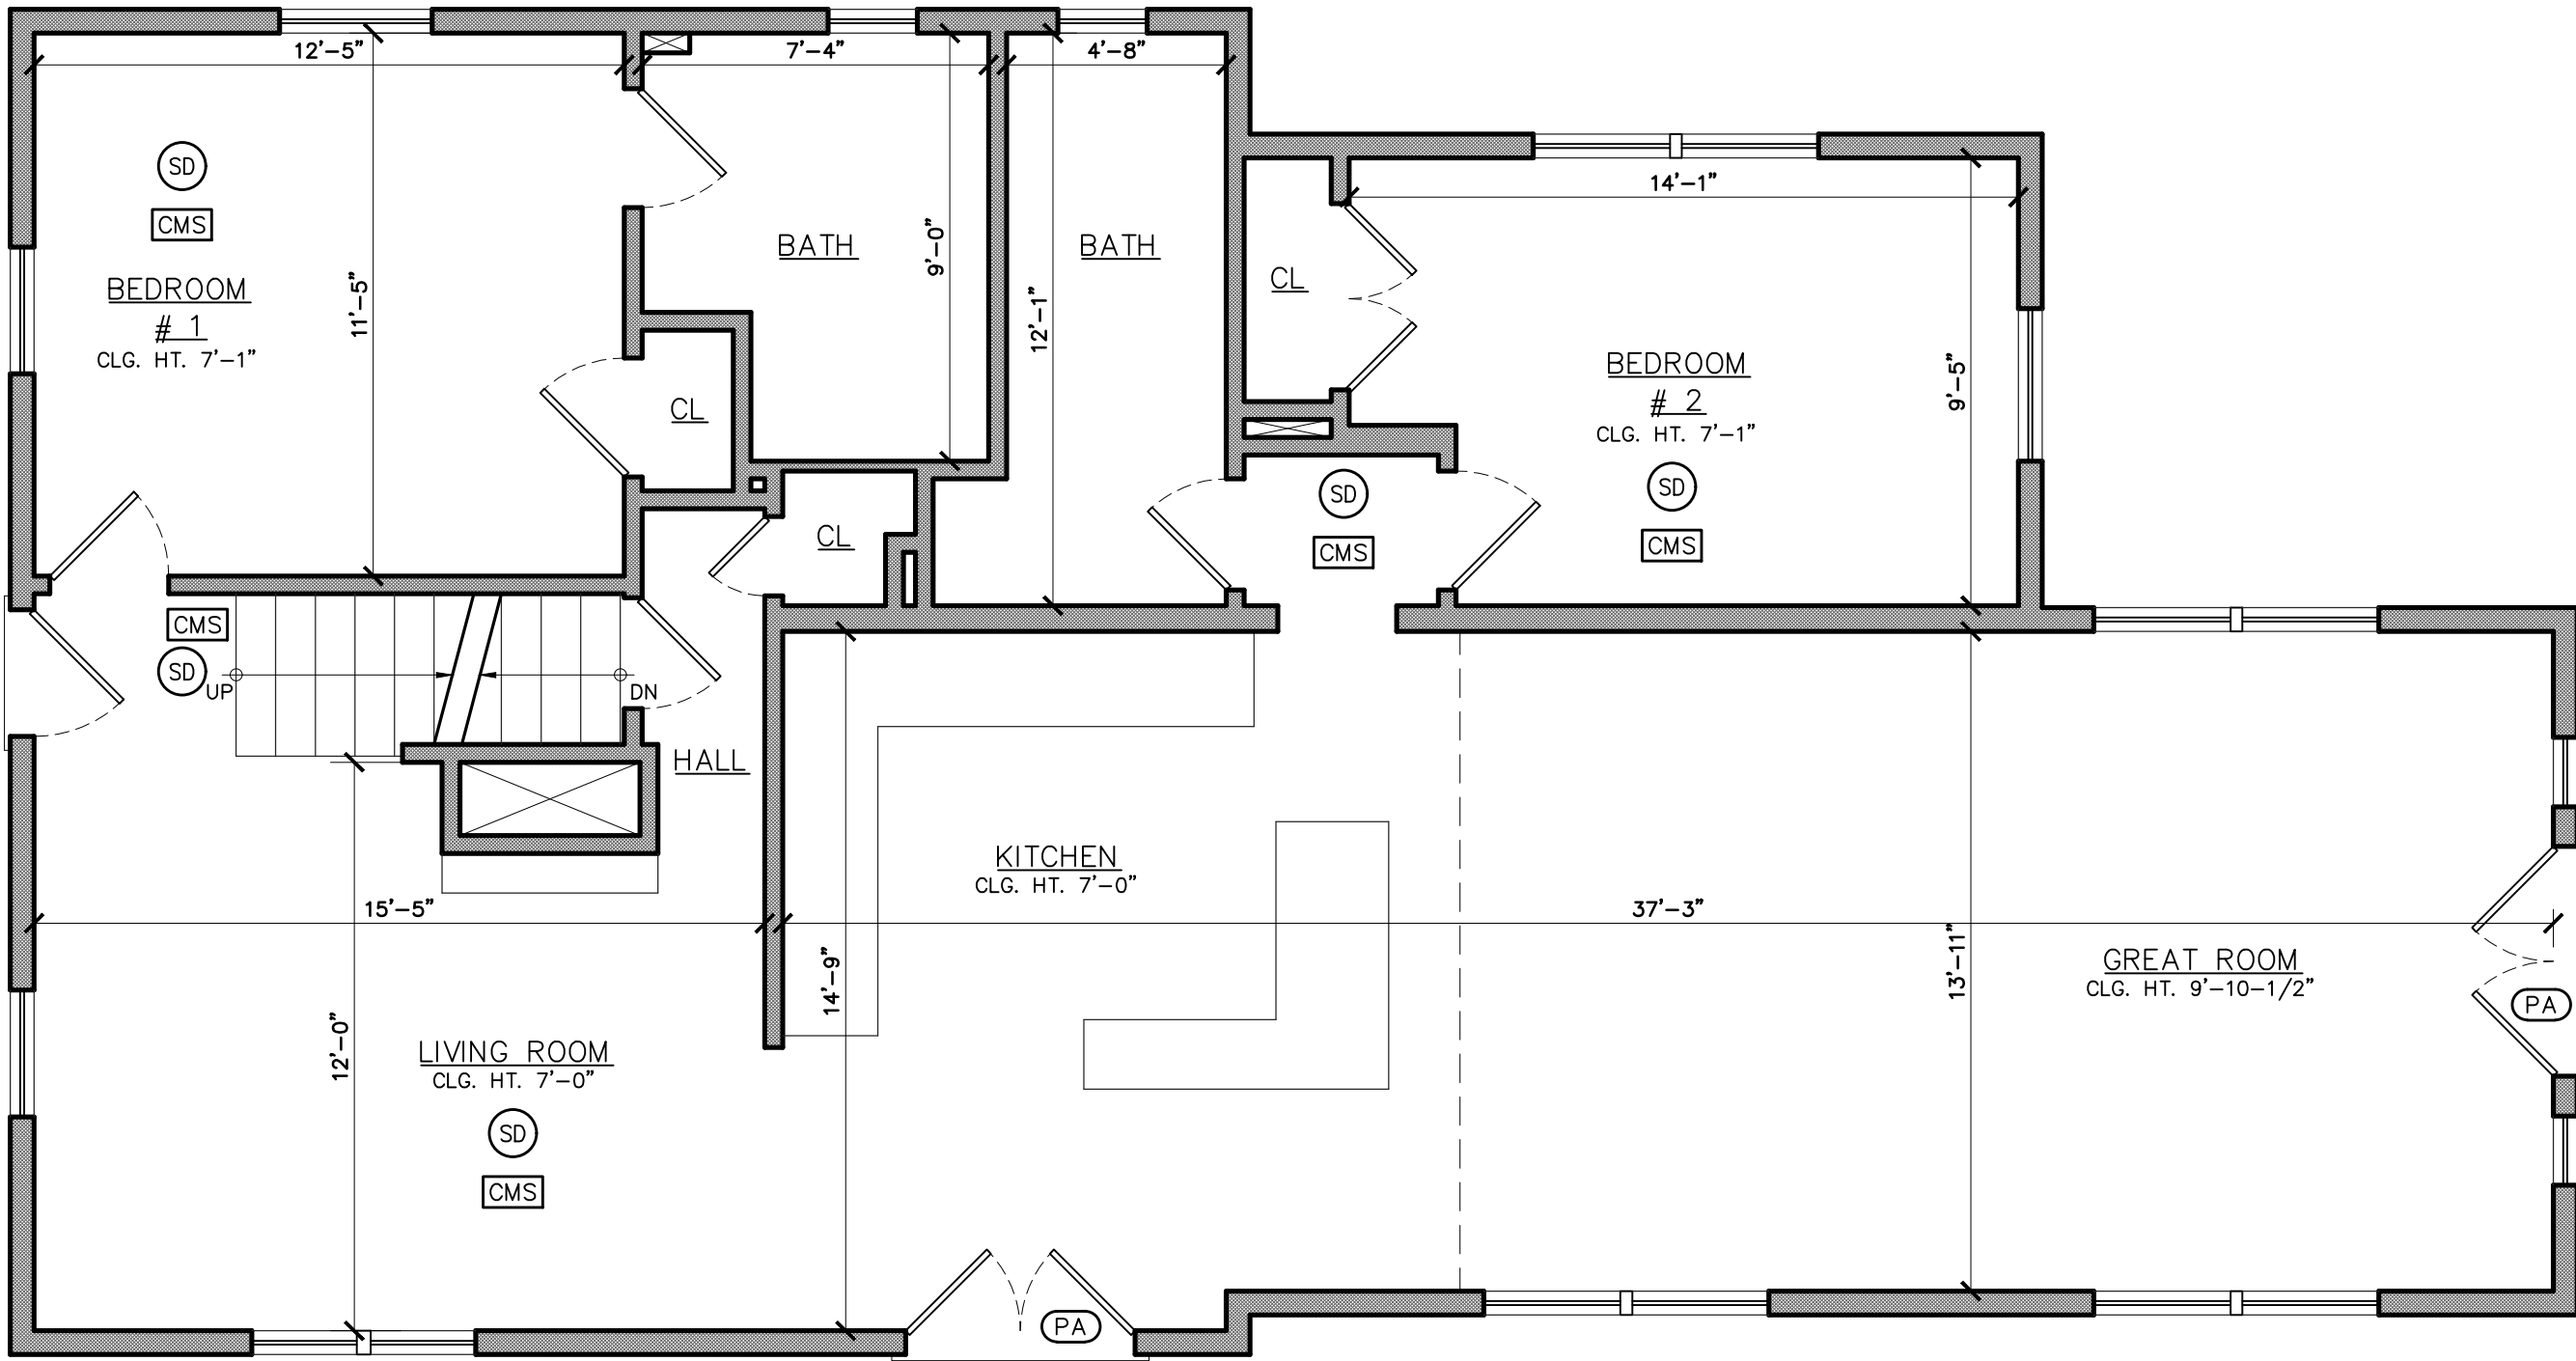 12'-5"
7'-4"
4'-8"
SD
CMS
BEDROOM
# 1
CLG. HT. 7'-1"
11'-5"
BATH
9'-0"
BATH
12'-1"
CL
14'-1"
BEDROOM
# 2
CLG. HT. 7'-1"
9'-5"
SD
CMS
SD
CMS
CL
CL
CMS
SD
UP
DN
HALL
KITCHEN
CLG. HT. 7'-0"
15'-5"
37'-3"
14'-9"
13'-11"
GREAT ROOM
CLG. HT. 9'-10-1/2"
PA
12'-0"
LIVING ROOM
CLG. HT. 7'-0"
SD
CMS
PA